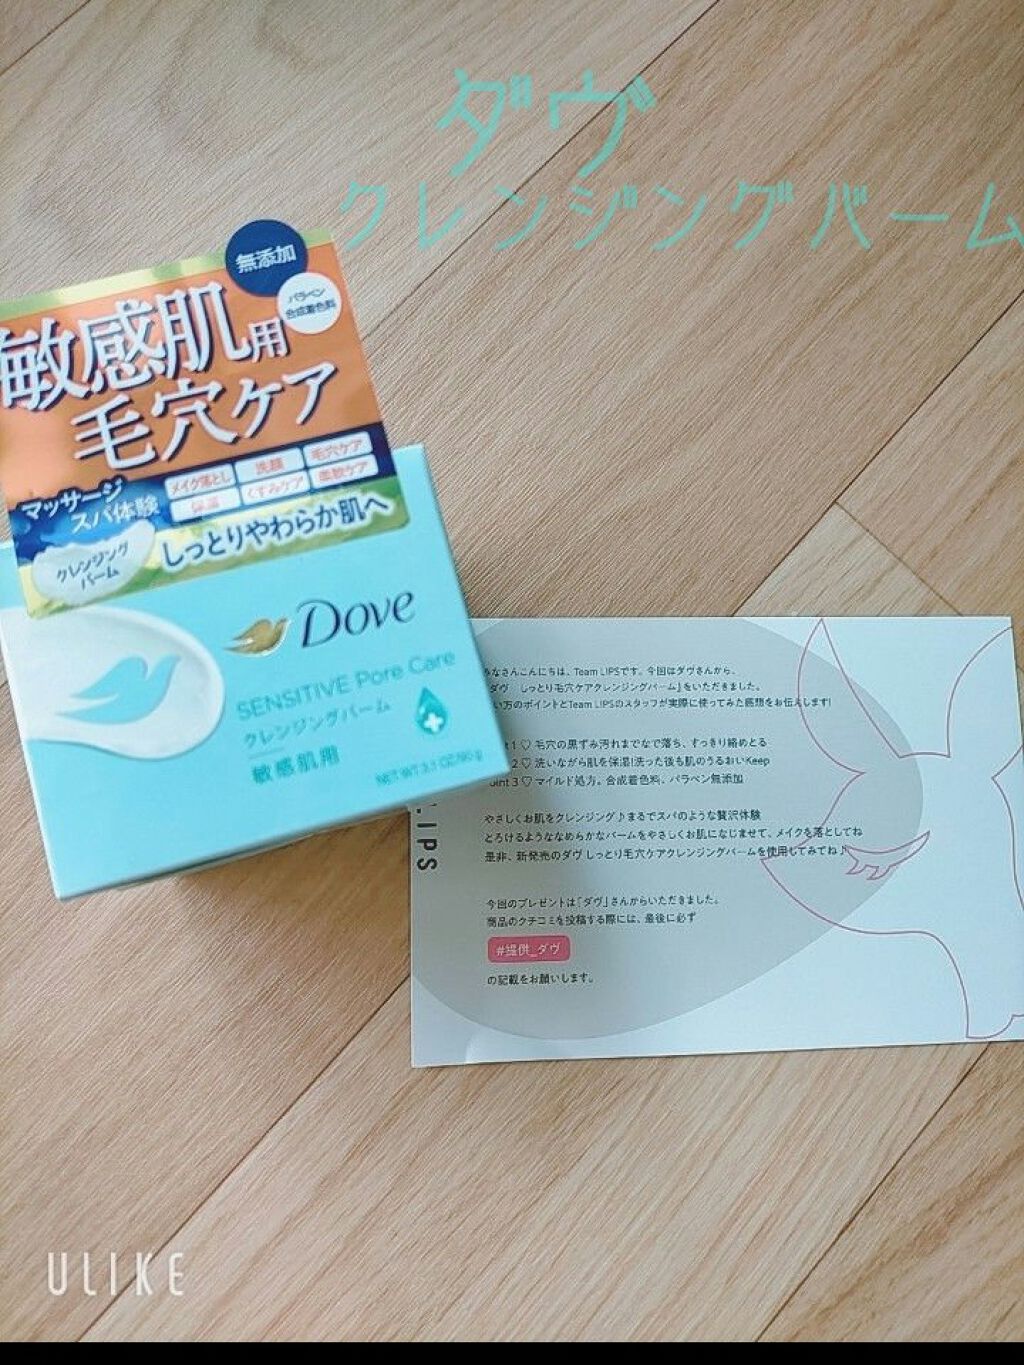 ダヴ
クレンジングバーム
無添加
パラベン
合成着色料
敏感肌用
毛穴ケア
マッサージ
スパ体験
メイク落とし 洗顔 毛穴ケア
保湿 くすみケア 柔軟ケア
クレンジング
バーム
しっとりやわらか肌へ
Dove
SENSITIVE Pore Care
クレンジングバーム
敏感肌用
NET WT 3.1 OZ/90g
LIPS
みなさんこんにちは、Team LIPSです。今回はダヴさんから、
ダヴ しっとり毛穴ケアクレンジングバーム」をいただきました。
い方のポイントとTeam LIPSのスタッフが実際に使ってみた感想をお伝えします!
1 ♡ 毛穴の黒ずみ汚れまでなで落ち、すっきり絡めとる
2 ♡ 洗いながら肌を保湿!洗った後も肌のうるおいKeep
oint 3 ♡ マイルド処方。合成着色料、パラベン無添加
やさしくお肌をクレンジング♪まるでスパのような贅沢体験
とろけるようななめらかなバームをやさしくお肌になじませて、メイクを落としてね
是非、新発売のダヴ しっとり毛穴ケアクレンジングバームを使用してみてね♪
今回のプレゼントは「ダヴ」さんからいただきました。
商品のクチコミを投稿する際には、最後に必ず
#提供_ダヴ
の記載をお願いします。
ULIKE